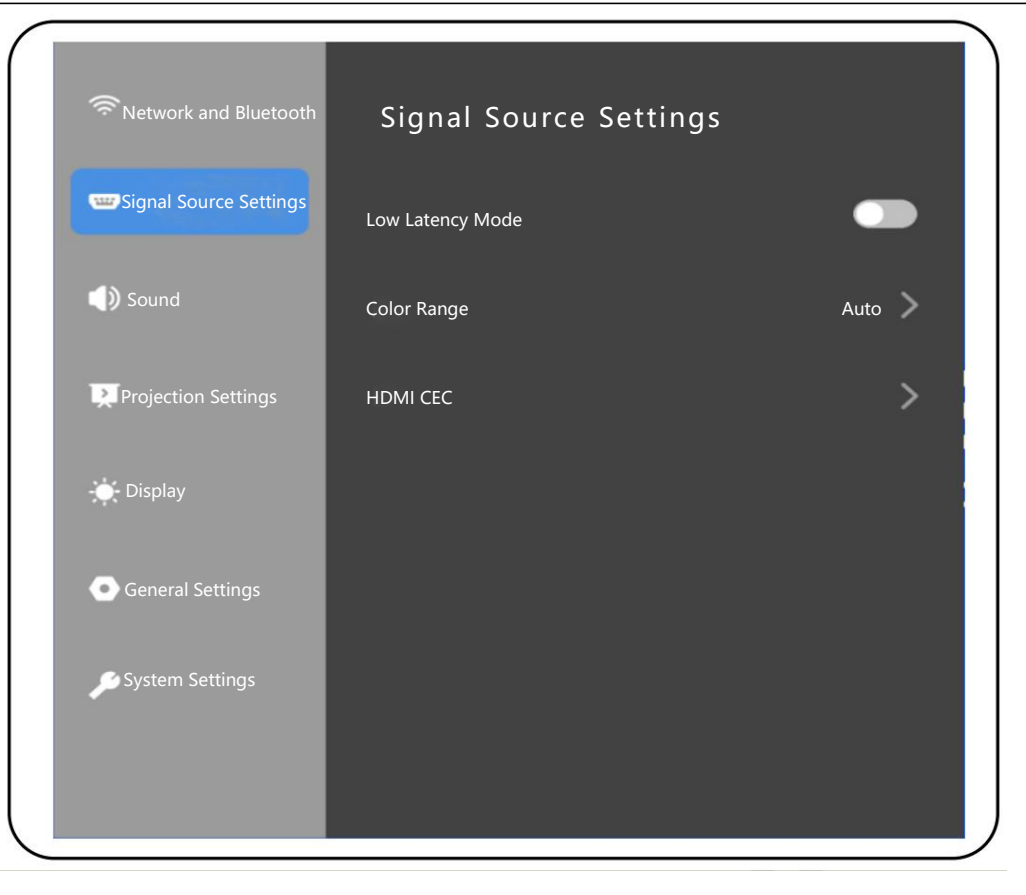 Network and Bluetooth
Signal Source Settings
Sound
Projection Settings
Display
General Settings
System Settings
Signal Source Settings
Low Latency Mode
Color Range Auto
HDMI CEC